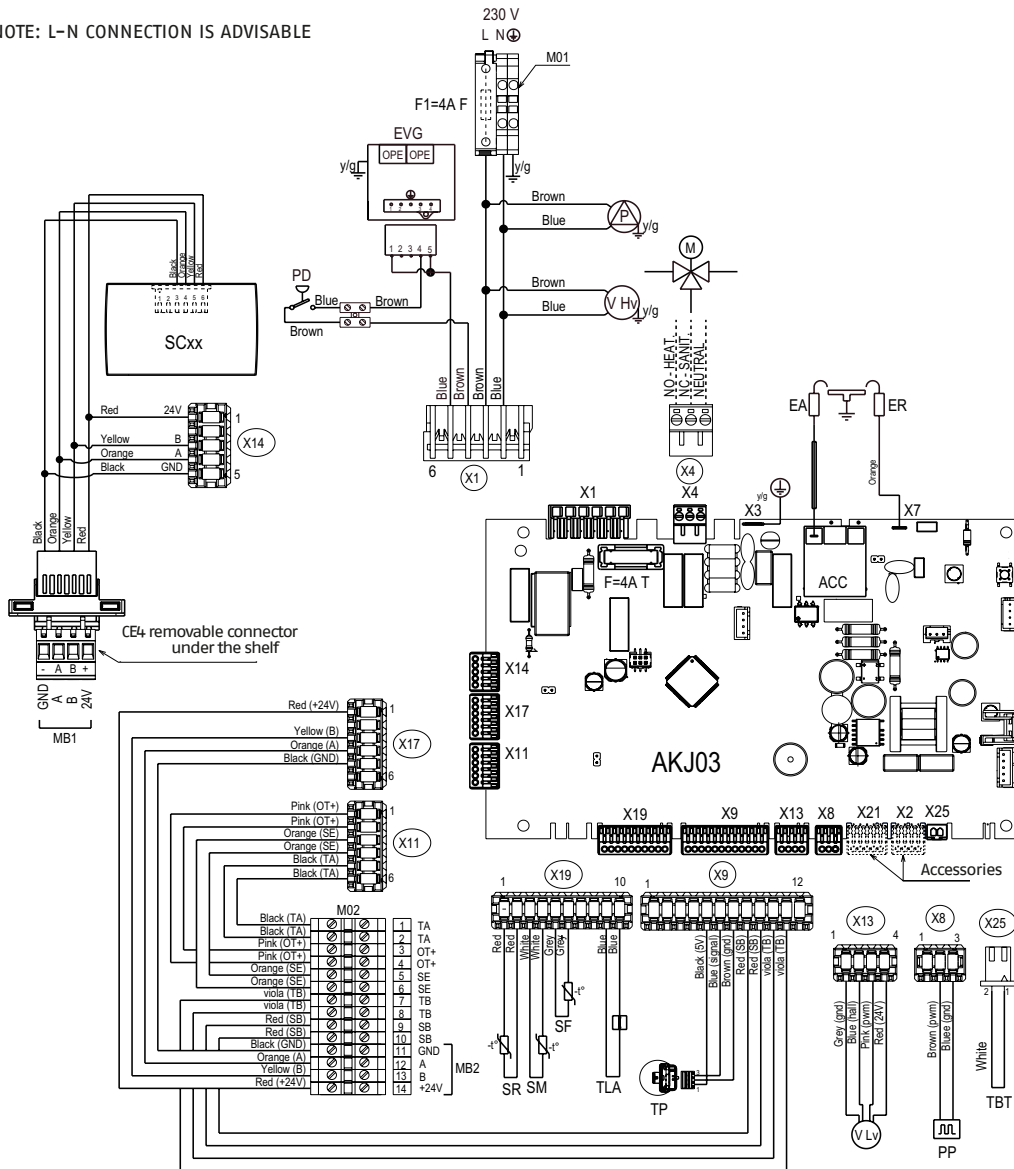 NOTE: L-N CONNECTION IS ADVISABLE
230 V
L N
M01
F1=4A F
EVG
OPE OPE
y/g
y/g
1 2 3 4 5
Brown
Blue
P
y/g
M
Brown
Blue
V Hv
y/g
PD
Blue
Brown
Brown
Blue
Brown
Brown
Blue
6
1
X1
NO - HEAT.
NC - SANIT.
NEUTRAL
X4
EA
ER
Orange
Black
Orange
Yellow
Red
1 2 3 4 5 6
SCxx
Red 24V 1
Yellow B
Orange A
Black GND 5
X14
Black
Orange
Yellow
Red
CE4 removable connector
under the shelf
- A B +
GND
A
B
24V
MB1
X1
X4
X3
y/g
X7
F=4A T
ACC
X14
X17
X11
AKJ03
X19
X9
X13
X8
X21
X2
X25
Accessories
Red (+24V) 1
Yellow (B)
Orange (A)
Black (GND)
6
X17
Pink (OT+) 1
Pink (OT+)
Orange (SE)
Orange (SE)
Black (TA)
Black (TA) 6
X11
M02
Black (TA) 1 TA
Black (TA) 2 TA
Pink (OT+) 3 OT+
Pink (OT+) 4 OT+
Orange (SE) 5 SE
Orange (SE) 6 SE
viola (TB) 7 TB
viola (TB) 8 TB
Red (SB) 9 SB
Red (SB) 10 SB
Black (GND) 11 GND
Orange (A) 12 A
Yellow (B) 13 B
Red (+24V) 14 +24V
MB2
X19
1
10
Red
Red
White
White
Grey
Grey
Blue
Blue
-t°
-t°
-t°
SR
SM
SF
TLA
X9
1
12
Black (5V)
Blue (signal)
Brown (gnd)
Red (SB)
Red (SB)
viola (TB)
viola (TB)
TP
X13
1
4
Grey (gnd)
Blue (hall)
Pink (pwm)
Red (24V)
V Lv
X8
1
3
Brown (pwm)
Bluee (gnd)
PP
X25
2 1
White
TBT